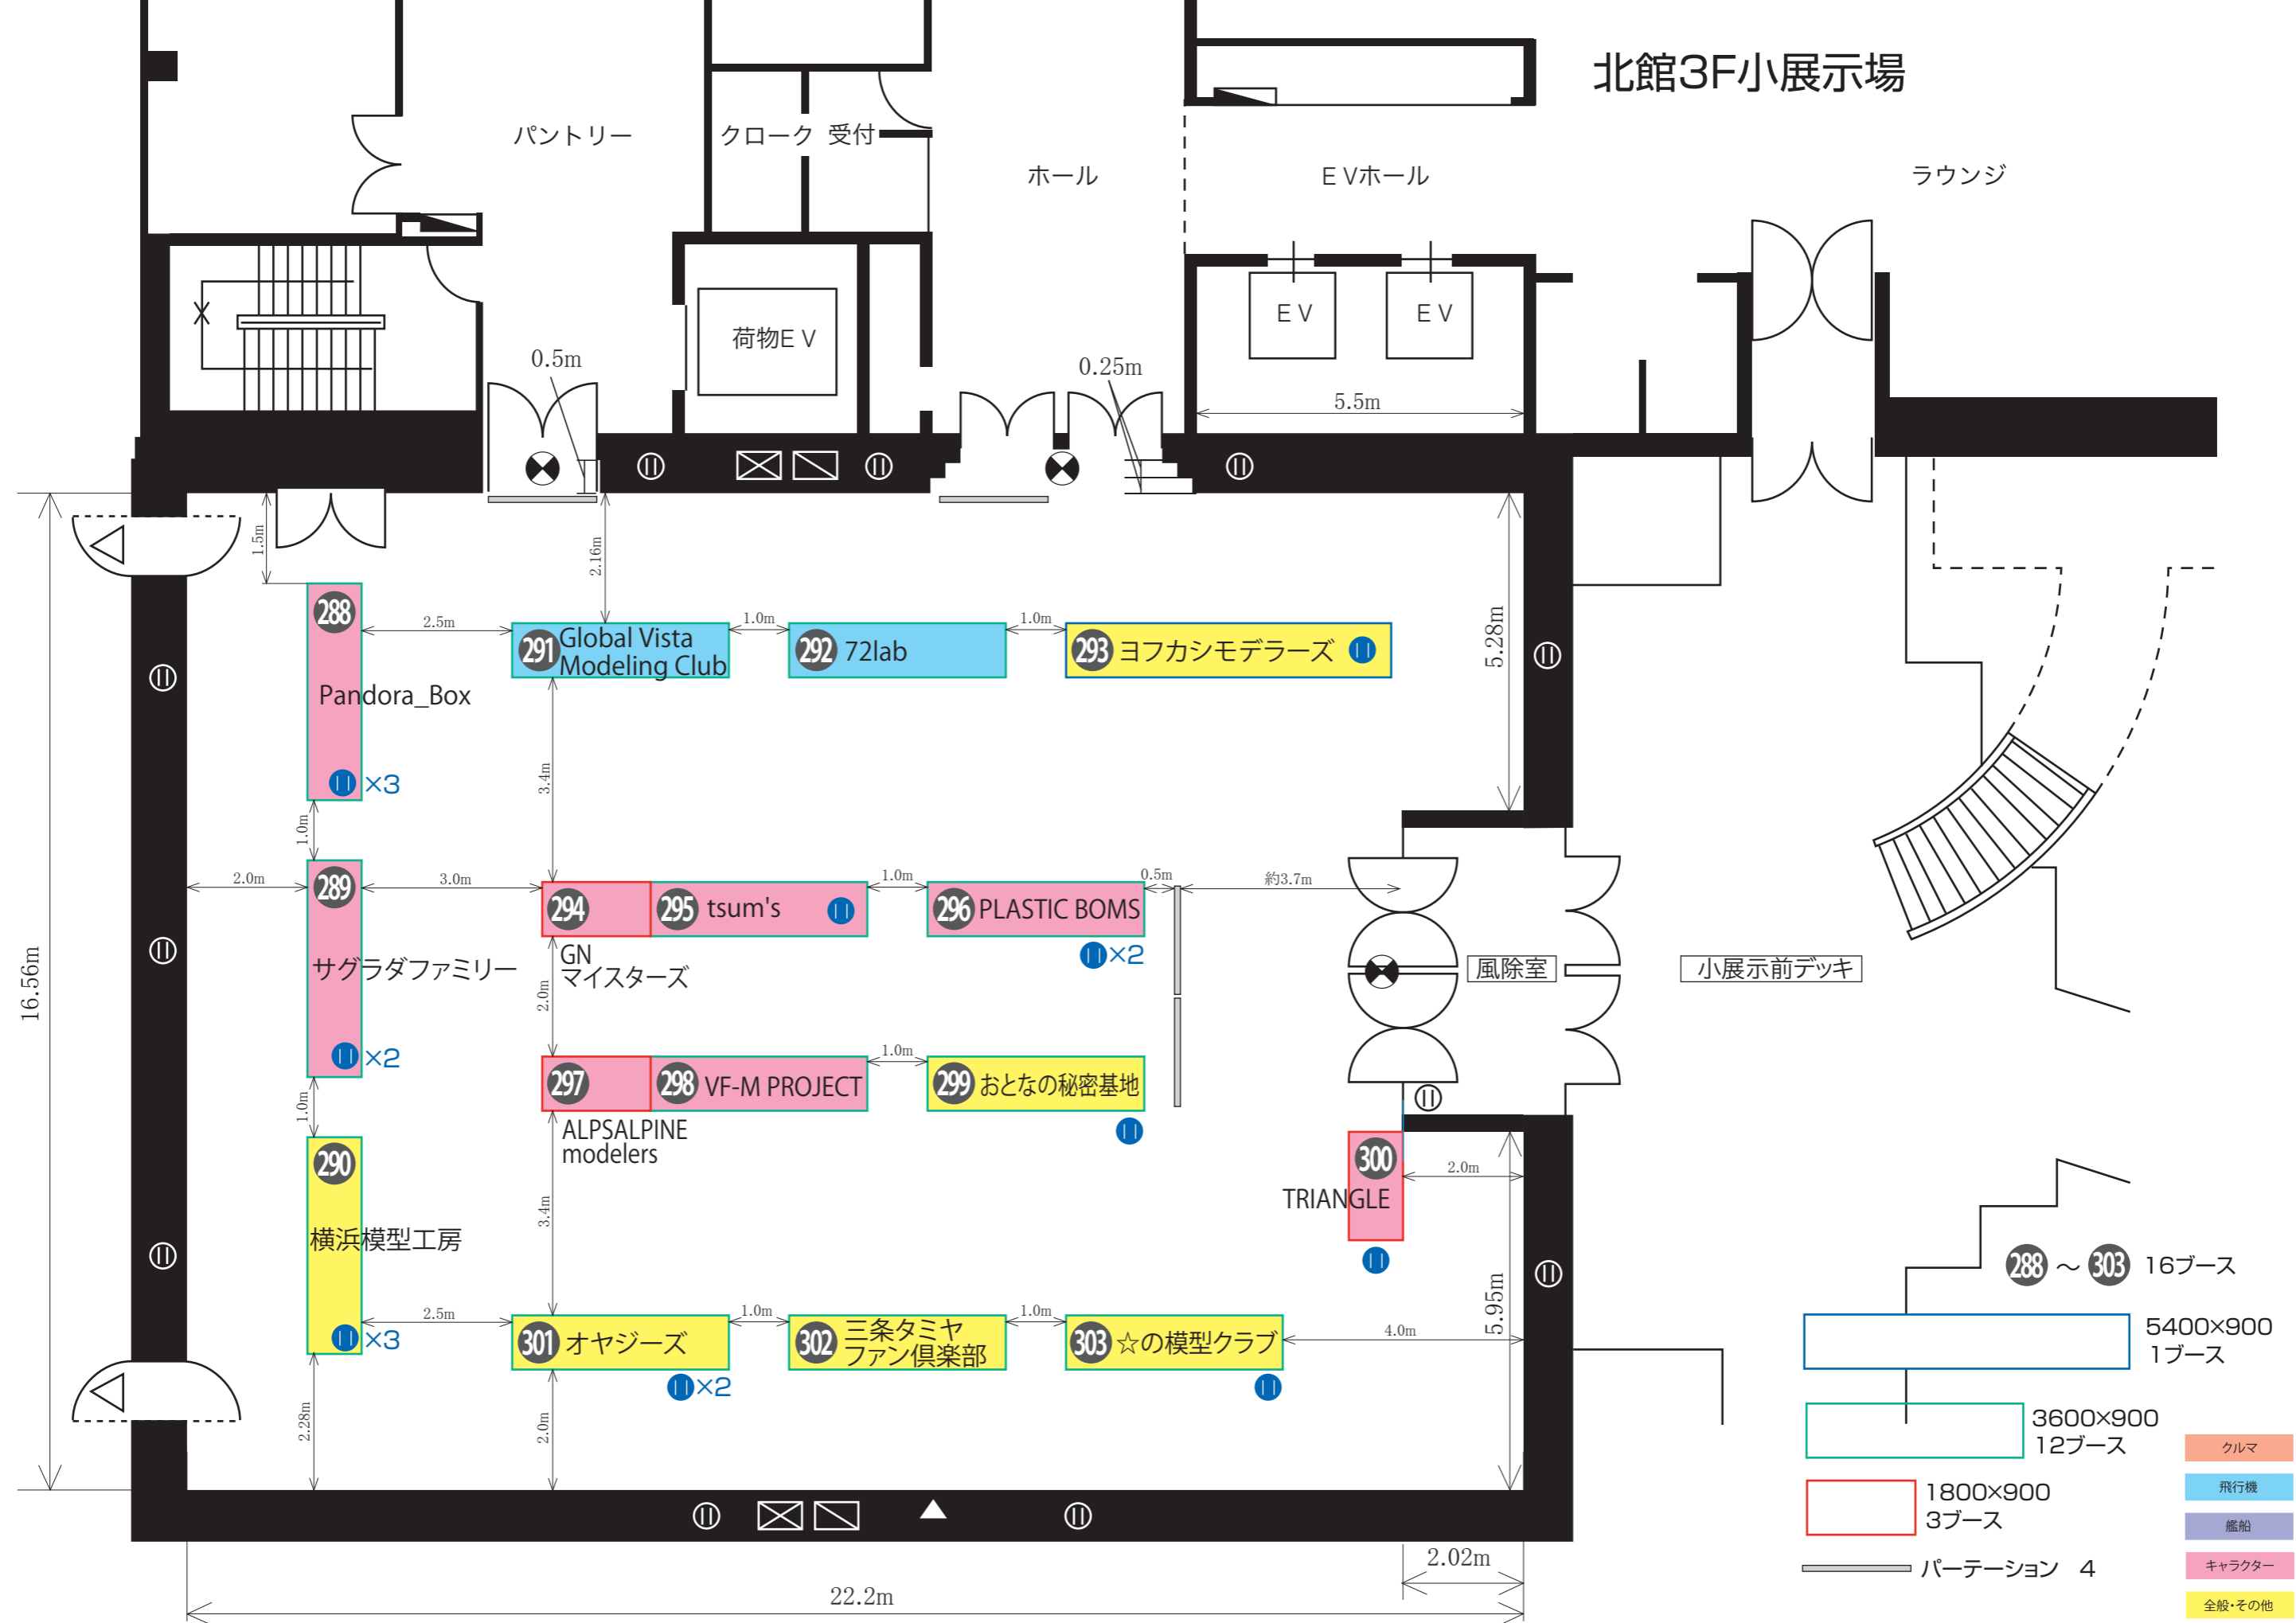 北館3F小展示場
パントリー
クローク 受付
ホール
EVホール
ラウンジ
荷物EV
EV
EV
0.5m
0.25m
5.5m
1.5m
2.16m
5.28m
16.56m
288
Pandora_Box
×3
2.5m
291 Global Vista
Modeling Club
1.0m
292 72lab
1.0m
293 ヨフカシモデラーズ
3.4m
1.0m
2.0m
289
サグラダファミリー
×2
3.0m
294
GN
マイスターズ
295 tsum's
1.0m
296 PLASTIC BOMS
×2
0.5m
約3.7m
風除室
小展示前デッキ
2.0m
1.0m
297
ALPSALPINE
modelers
298 VF-M PROJECT
1.0m
299 おとなの秘密基地
290
横浜模型工房
×3
3.4m
300
TRIANGLE
2.0m
5.95m
2.5m
301 オヤジーズ
×2
1.0m
302 三条タミヤ
ファン倶楽部
1.0m
303 ☆の模型クラブ
4.0m
2.28m
2.0m
2.02m
22.2m
288 ～ 303 16ブース
5400×900
1ブース
3600×900
12ブース
1800×900
3ブース
パーテーション 4
クルマ
飛行機
艦船
キャラクター
全般・その他